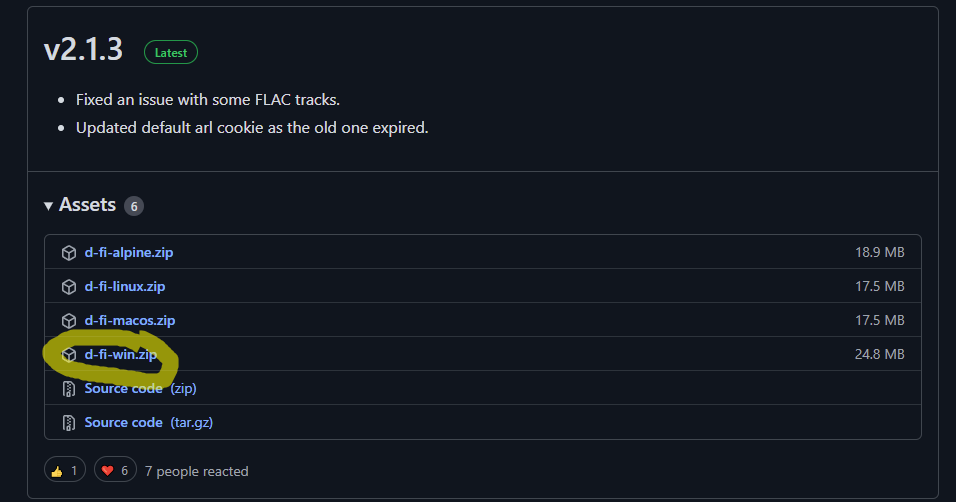 v2.1.3 Latest
Fixed an issue with some FLAC tracks.
Updated default arl cookie as the old one expired.
Assets 6
d-fi-alpine.zip 18.9 MB
d-fi-linux.zip 17.5 MB
d-fi-macos.zip 17.5 MB
d-fi-win.zip 24.8 MB
Source code (zip)
Source code (tar.gz)
1 6 7 people reacted